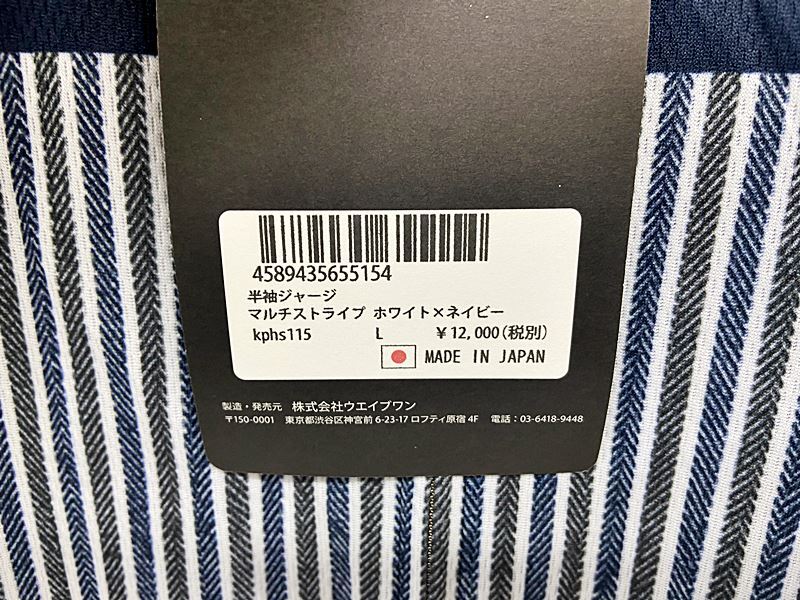 4589435655154
半袖ジャージ
マルチストライプ ホワイト×ネイビー
kphs115 L ￥12,000(税別)
MADE IN JAPAN
製造・発売元 株式会社ウエイブワン
〒150-0001 東京都渋谷区神宮前 6-23-17 ロフティ原宿 4F 電話：03-6418-9448